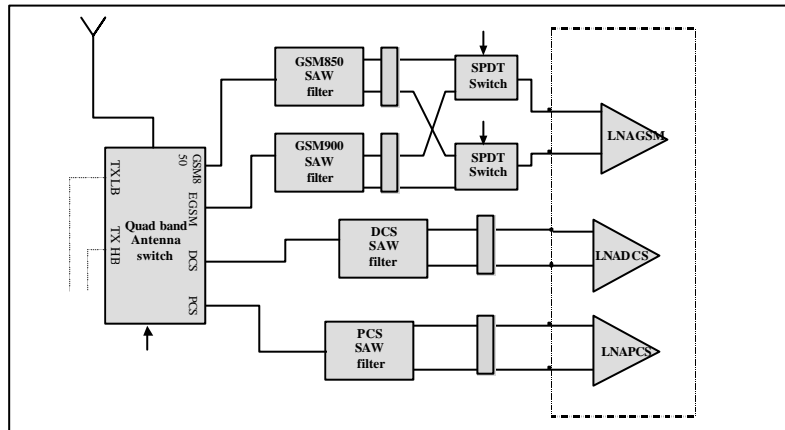 GSM850
SAW
filter
SPDT
Switch
LNAGSM
GSM900
SAW
filter
SPDT
Switch
TX LB
GSM8
50
EGSM
Quad band
Antenna
switch
TX HB
DCS
PCS
DCS
SAW
filter
LNADCS
PCS
SAW
filter
LNAPCS